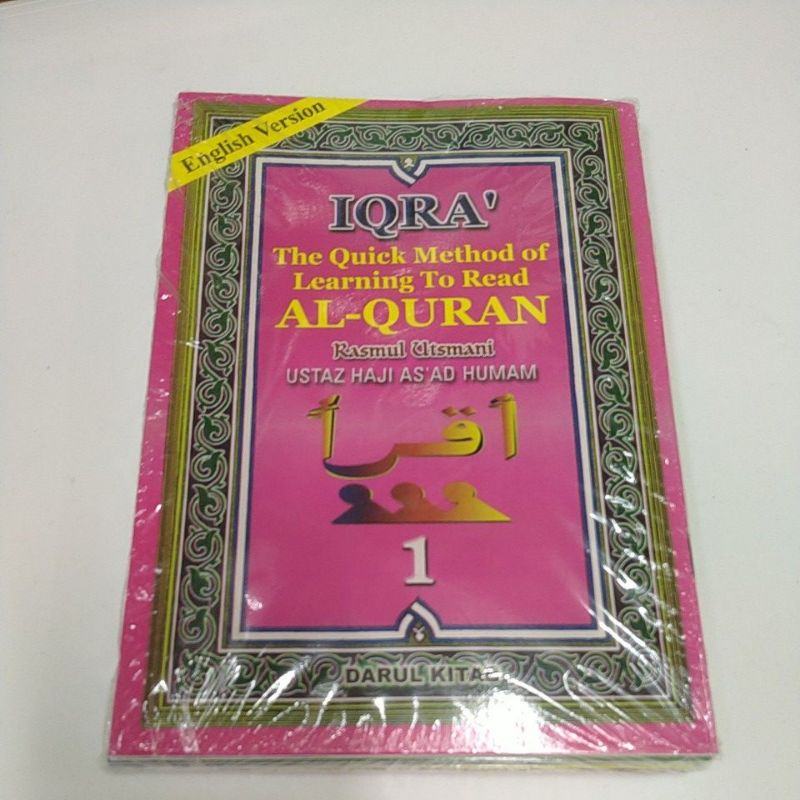 English Version
IQRA'
The Quick Method of
Learning To Read
AL-QURAN
Rasmul Utsmani
USTAZ HAJI AS'AD HUMAM
أقرأ
1
DARUL KITAB